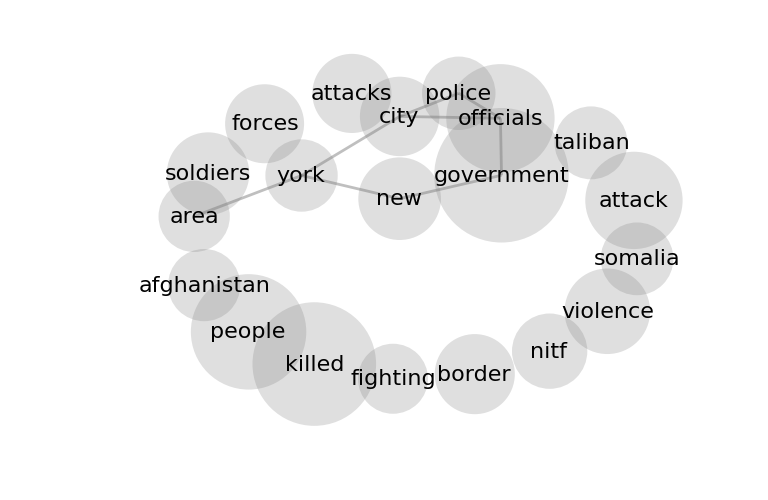 attacks
police
city
officials
forces
taliban
soldiers
york
government
new
attack
area
somalia
afghanistan
violence
people
nitf
killed
border
fighting